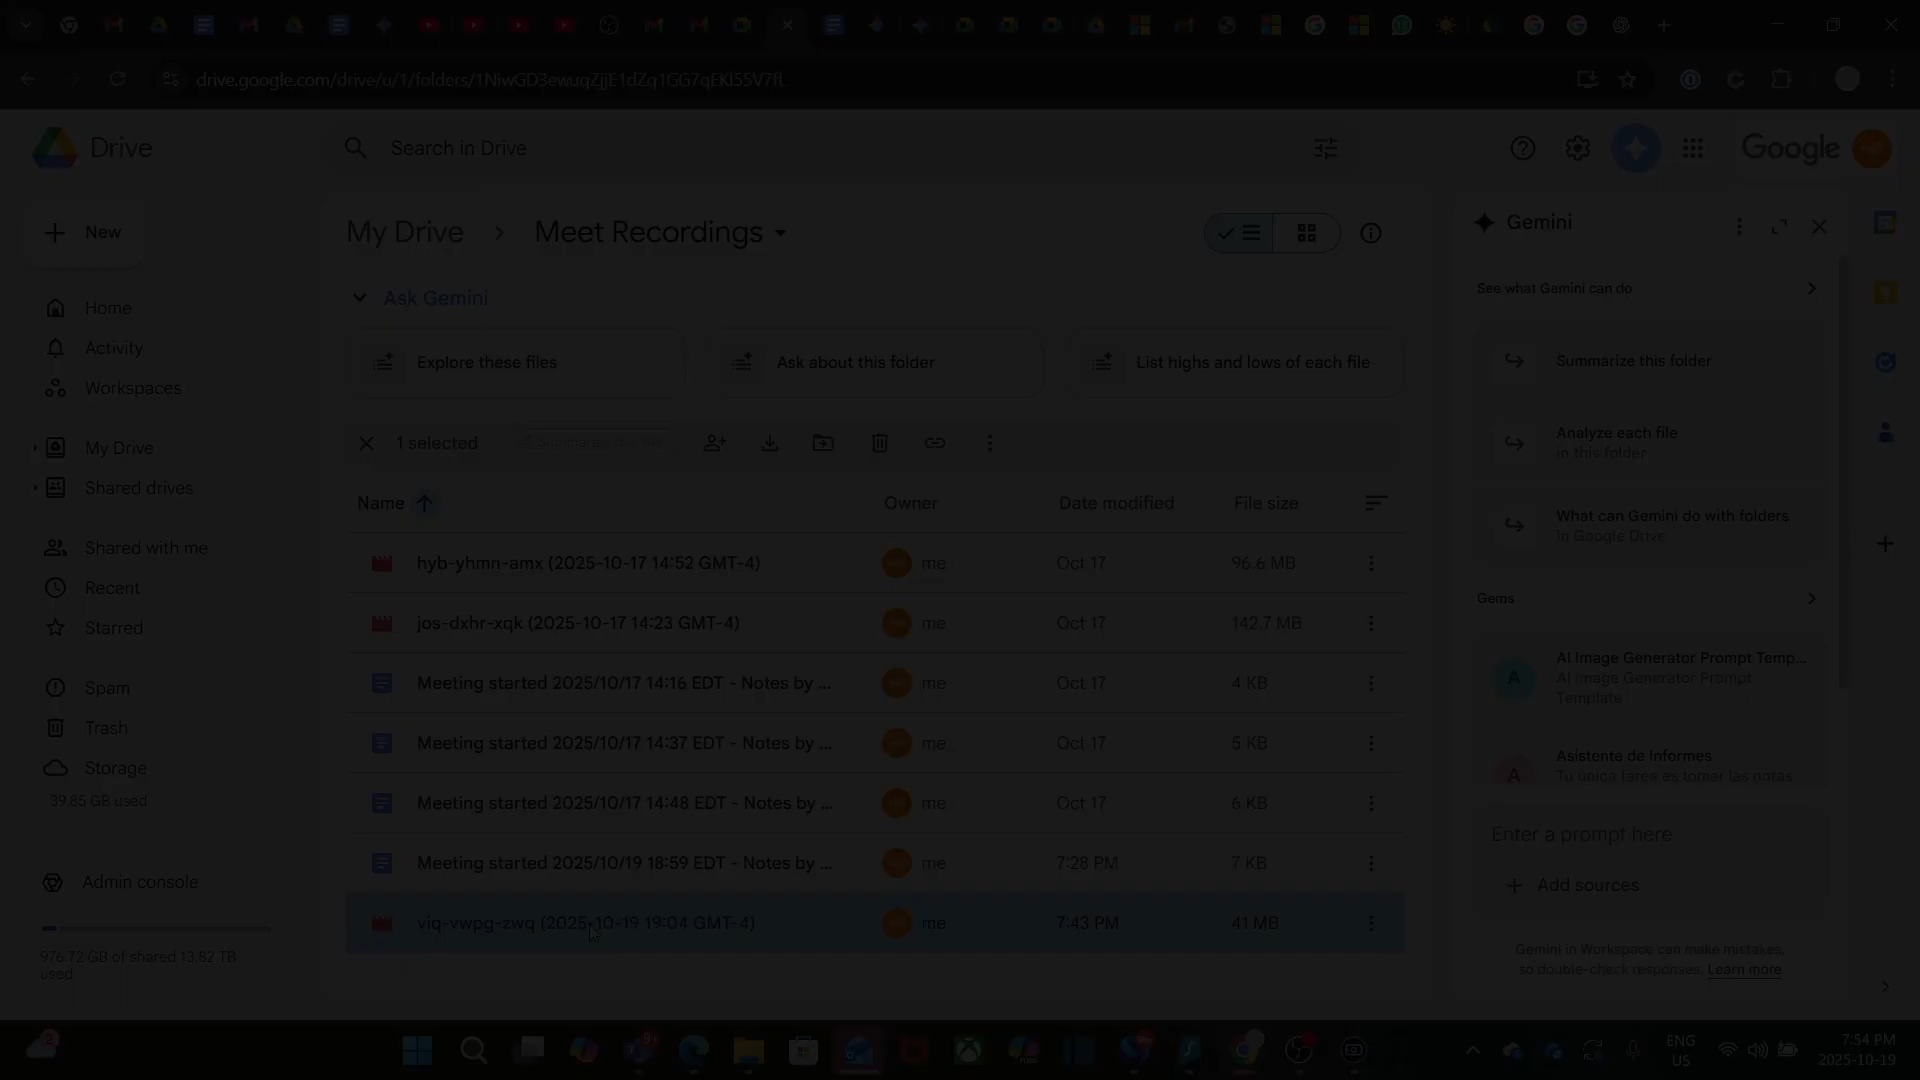 drive.google.com/drive/u/1/folders/1NiwGD3ewuqZjjE1dZq1GG7qEKl55V7fL
Drive
Search in Drive
Google
New
My Drive
Meet Recordings
Gemini
Home
Activity
Workspaces
My Drive
Shared drives
Shared with me
Recent
Starred
Spam
Trash
Storage
39.85 GB used
Admin console
976.72 GB of shared 13.82 TB
used
Ask Gemini
Explore these files
Ask about this folder
List highs and lows of each file
1 selected
Summarize this file
Name Owner Date modified File size
hyb-yhmn-amx (2025-10-17 14:52 GMT-4) me Oct 17 96.6 MB
jos-dxhr-xqk (2025-10-17 14:23 GMT-4) me Oct 17 142.7 MB
Meeting started 2025/10/17 14:16 EDT - Notes by ... me Oct 17 4 KB
Meeting started 2025/10/17 14:37 EDT - Notes by ... me Oct 17 5 KB
Meeting started 2025/10/17 14:48 EDT - Notes by ... me Oct 17 6 KB
Meeting started 2025/10/19 18:59 EDT - Notes by ... me 7:28 PM 7 KB
viq-vwpg-zwq (2025-10-19 19:04 GMT-4) me 7:43 PM 41 MB
See what Gemini can do
Summarize this folder
Analyze each file
in this folder
What can Gemini do with folders
in Google Drive
Gems
A
AI Image Generator Prompt Temp...
AI Image Generator Prompt
Template
A
Asistente de Informes
Tu única tarea es tomar las notas
Enter a prompt here
Add sources
Gemini in Workspace can make mistakes,
so double-check responses. Learn more
2
9+
ENG
US
7:54 PM
2025-10-19